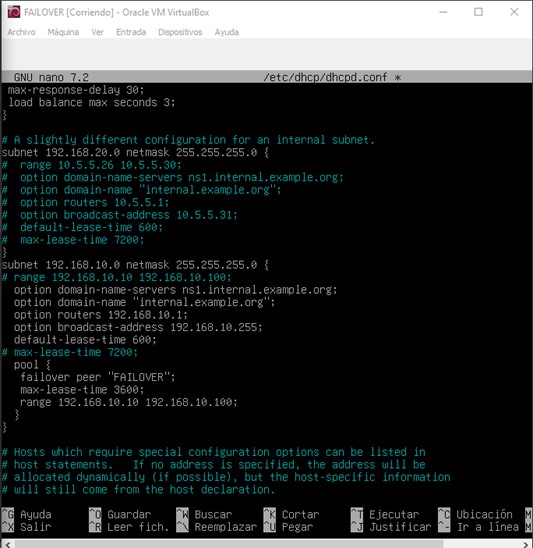 FAILOVER [Corriendo] - Oracle VM VirtualBox
Archivo Máquina Ver Entrada Dispositivos Ayuda
GNU nano 7.2 /etc/dhcp/dhcpd.conf *
max-response-delay 30;
load balance max seconds 3;
}
# A slightly different configuration for an internal subnet.
subnet 192.168.20.0 netmask 255.255.255.0 {
#  range 10.5.5.26 10.5.5.30;
#  option domain-name-servers ns1.internal.example.org;
#  option domain-name "internal.example.org";
#  option routers 10.5.5.1;
#  option broadcast-address 10.5.5.31;
#  default-lease-time 600;
#  max-lease-time 7200;
}
subnet 192.168.10.0 netmask 255.255.255.0 {
# range 192.168.10.10 192.168.10.100;
option domain-name-servers ns1.internal.example.org;
option domain-name "internal.example.org";
option routers 192.168.10.1;
option broadcast-address 192.168.10.255;
default-lease-time 600;
# max-lease-time 7200;
pool {
failover peer "FAILOVER";
max-lease-time 3600;
range 192.168.10.10 192.168.10.100;
}
}
# Hosts which require special configuration options can be listed in
# host statements.   If no address is specified, the address will be
# allocated dynamically (if possible), but the host-specific information
# will still come from the host declaration.
^G Ayuda ^O Guardar ^W Buscar ^K Cortar ^T Ejecutar ^C Ubicación M
^X Salir ^R Leer fich. ^\ Reemplazar ^U Pegar ^J Justificar ^- Ir a línea M